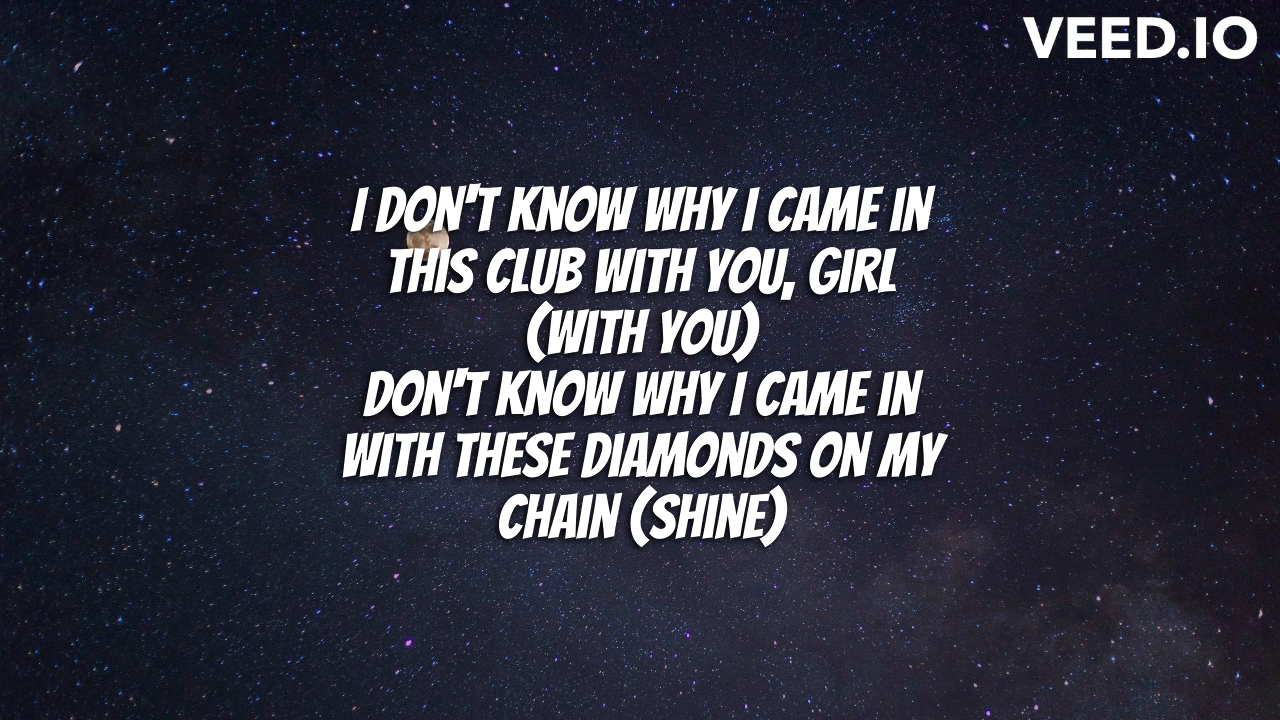 VEED.IO
I DON'T KNOW WHY I CAME IN
THIS CLUB WITH YOU, GIRL
(WITH YOU)
DON'T KNOW WHY I CAME IN
WITH THESE DIAMONDS ON MY
CHAIN (SHINE)